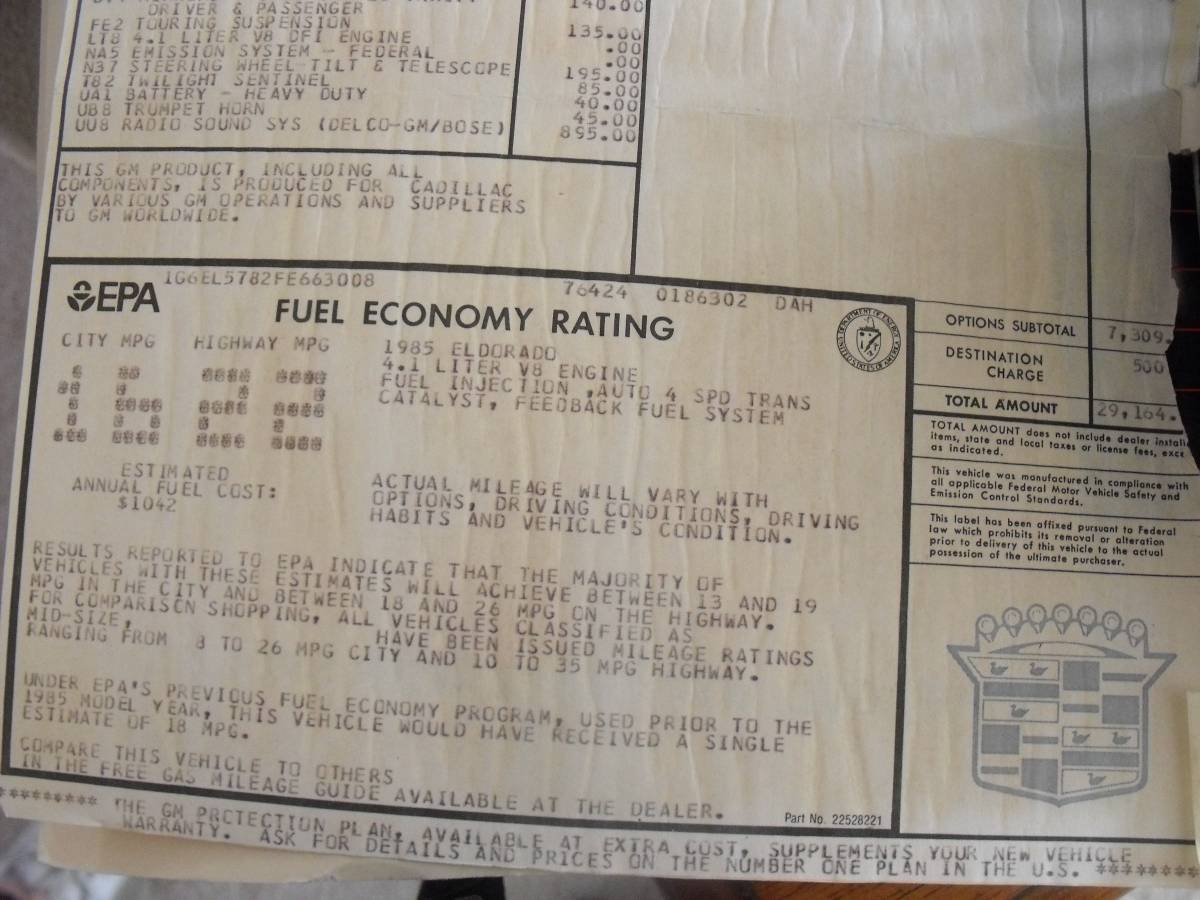 DRIVER & PASSENGER 140.00
FE2 TOURING SUSPENSION 135.00
LT8 4.1 LITER V8 DFI ENGINE .00
NA5 EMISSION SYSTEM - FEDERAL .00
N37 STEERING WHEEL-TILT & TELESCOPE 195.00
T82 TWILIGHT SENTINEL 85.00
UA1 BATTERY - HEAVY DUTY 40.00
UB8 TRUMPET HORN 45.00
UU8 RADIO SOUND SYS (DELCO-GM/BOSE) 895.00
THIS GM PRODUCT, INCLUDING ALL
COMPONENTS, IS PRODUCED FOR CADILLAC
BY VARIOUS GM OPERATIONS AND SUPPLIERS
TO GM WORLDWIDE.
1G6EL5782FE663008 76424 0186302 DAH
EPA
FUEL ECONOMY RATING
CITY MPG HIGHWAY MPG
16 22
1985 ELDORADO
4.1 LITER V8 ENGINE
FUEL INJECTION ,AUTO 4 SPD TRANS
CATALYST, FEEDBACK FUEL SYSTEM
ESTIMATED
ANNUAL FUEL COST:
$1042
ACTUAL MILEAGE WILL VARY WITH
OPTIONS, DRIVING CONDITIONS, DRIVING
HABITS AND VEHICLE'S CONDITION.
RESULTS REPORTED TO EPA INDICATE THAT THE MAJORITY OF
VEHICLES WITH THESE ESTIMATES WILL ACHIEVE BETWEEN 13 AND 19
MPG IN THE CITY AND BETWEEN 18 AND 26 MPG ON THE HIGHWAY.
FOR COMPARISON SHOPPING, ALL VEHICLES CLASSIFIED AS
MID-SIZE, HAVE BEEN ISSUED MILEAGE RATINGS
RANGING FROM 8 TO 26 MPG CITY AND 10 TO 35 MPG HIGHWAY.
UNDER EPA'S PREVIOUS FUEL ECONOMY PROGRAM, USED PRIOR TO THE
1985 MODEL YEAR, THIS VEHICLE WOULD HAVE RECEIVED A SINGLE
ESTIMATE OF 18 MPG.
COMPARE THIS VEHICLE TO OTHERS
IN THE FREE GAS MILEAGE GUIDE AVAILABLE AT THE DEALER.
Part No. 22528221
OPTIONS SUBTOTAL 7,309.
DESTINATION
CHARGE 500
TOTAL AMOUNT 29,164.
TOTAL AMOUNT does not include dealer install
items, state and local taxes or license fees, exce
as indicated.
This vehicle was manufactured in compliance with
all applicable Federal Motor Vehicle Safety and
Emission Control Standards.
This label has been affixed pursuant to Federal
law which prohibits its removal or alteration
prior to delivery of this vehicle to the actual
possession of the ultimate purchaser.
********* THE GM PROTECTION PLAN, AVAILABLE AT EXTRA COST, SUPPLEMENTS YOUR NEW VEHICLE
WARRANTY. ASK FOR DETAILS AND PRICES ON THE NUMBER ONE PLAN IN THE U.S. *********